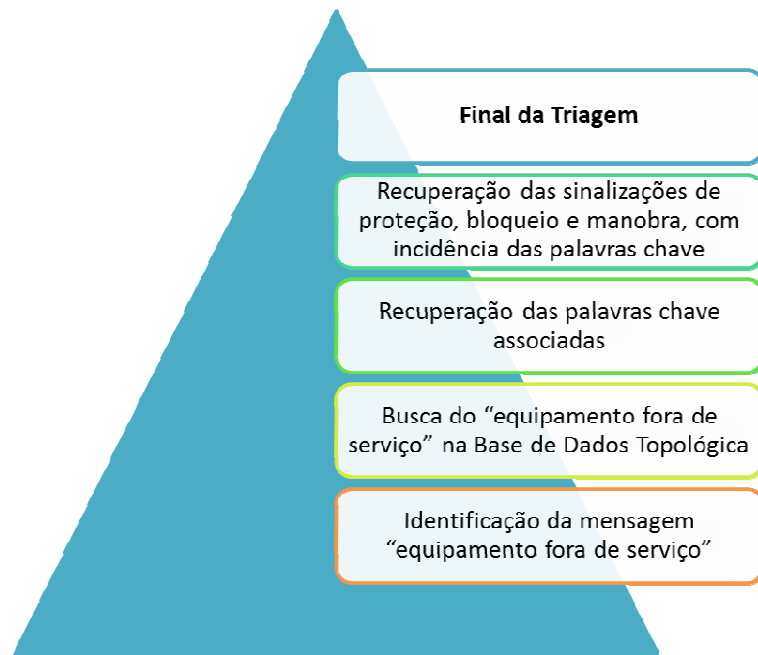 Final da Triagem
Recuperação das sinalizações de
proteção, bloqueio e manobra, com
incidência das palavras chave
Recuperação das palavras chave
associadas
Busca do “equipamento fora de
serviço” na Base de Dados Topológica
Identificação da mensagem
“equipamento fora de serviço”